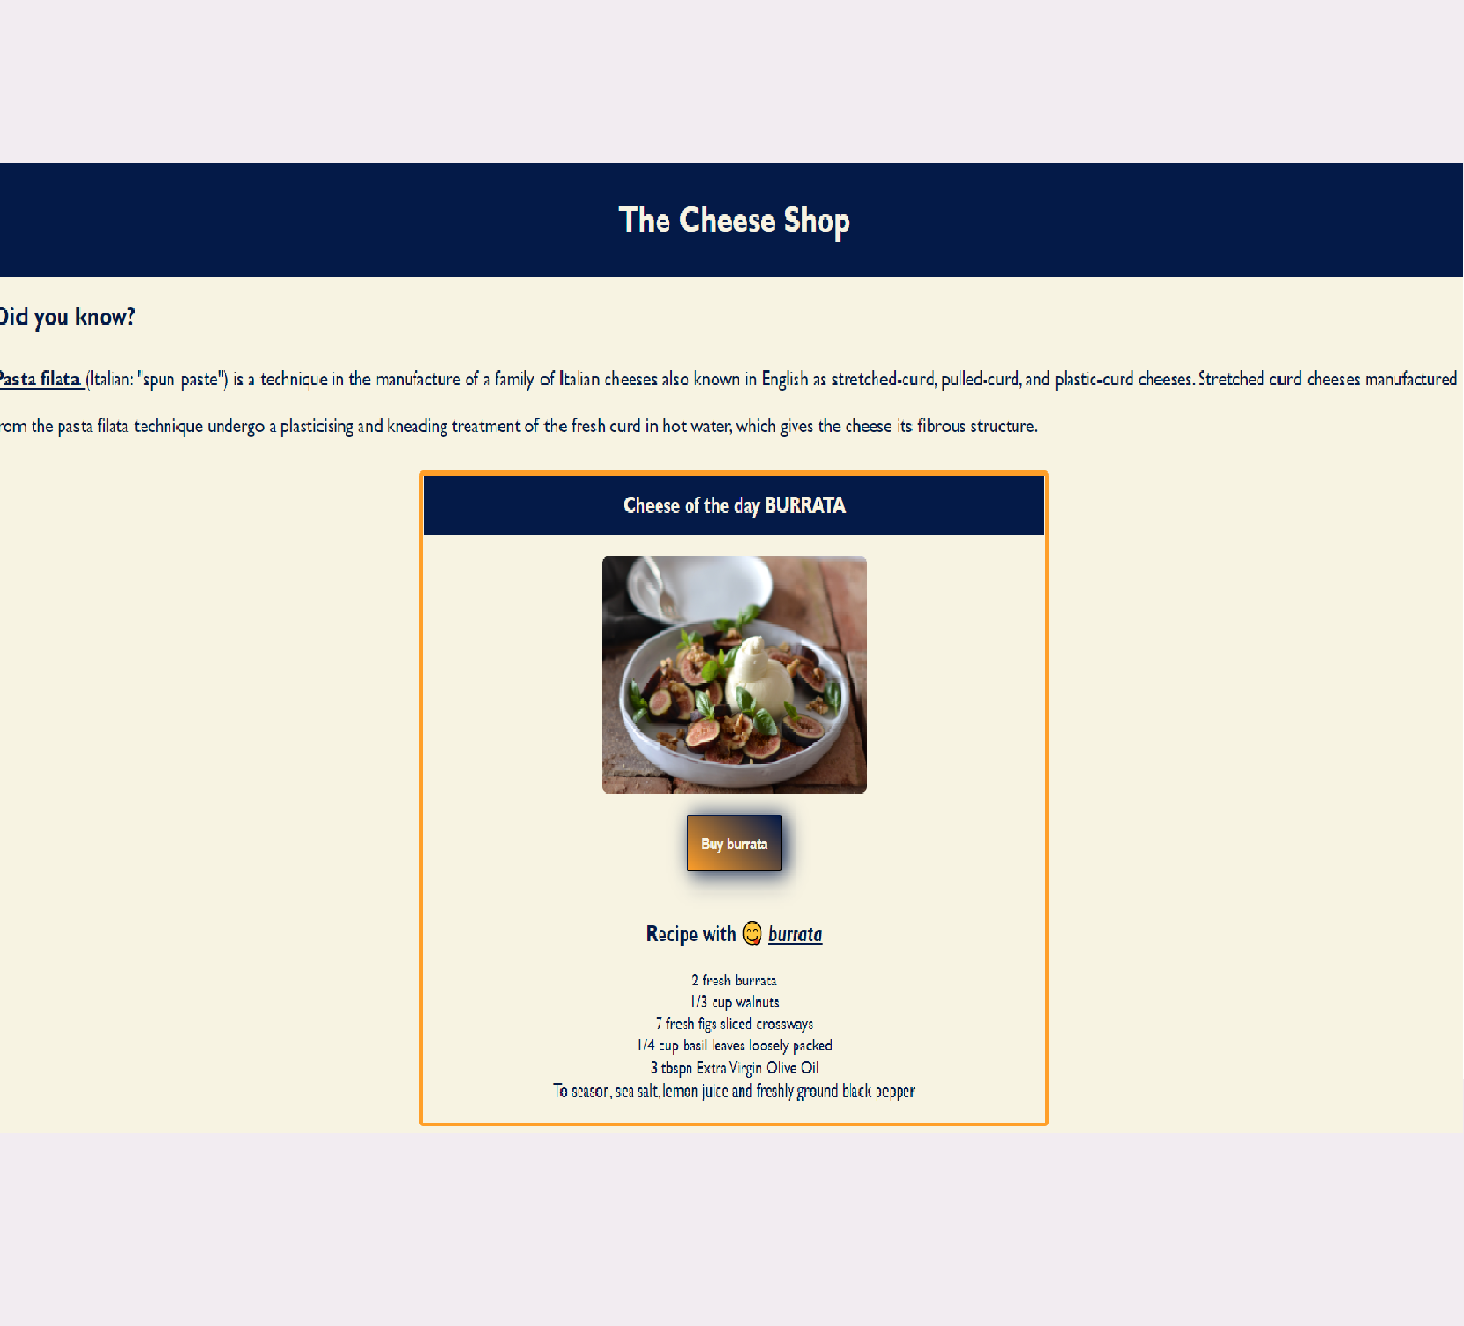 The Cheese Shop
Did you know?
Pasta filata (Italian: "spun paste") is a technique in the manufacture of a family of Italian cheeses also known in English as stretched-curd, pulled-curd, and plastic-curd cheeses. Stretched curd cheeses manufactured
from the pasta filata technique undergo a plasticising and kneading treatment of the fresh curd in hot water, which gives the cheese its fibrous structure.
Cheese of the day BURRATA
Buy burrata
Recipe with 😋 burrata
2 fresh burrata
1/3 cup walnuts
7 fresh figs sliced crossways
1/4 cup basil leaves loosely packed
3 tbspn Extra Virgin Olive Oil
To season, sea salt, lemon juice and freshly ground black pepper